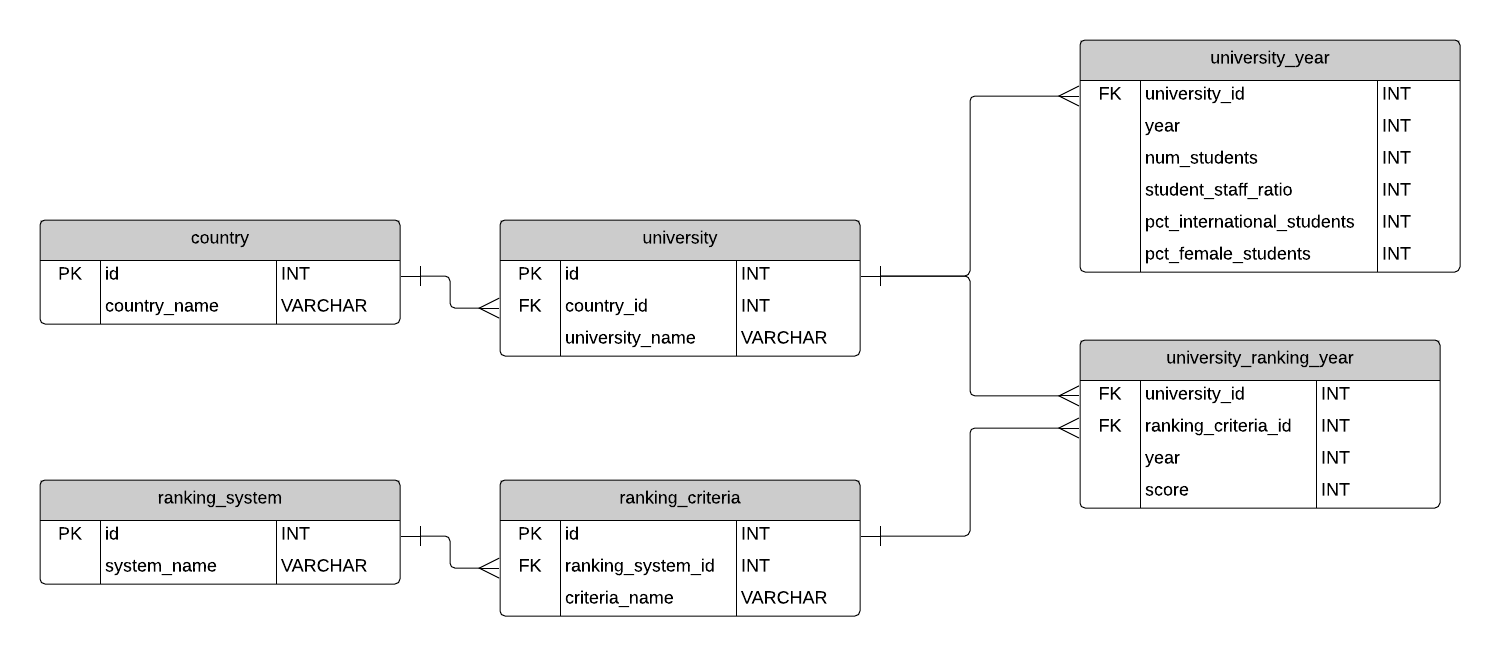 university_year
FK university_id INT
year INT
num_students INT
student_staff_ratio INT
pct_international_students INT
pct_female_students INT
country
PK id INT
country_name VARCHAR
university
PK id INT
FK country_id INT
university_name VARCHAR
university_ranking_year
FK university_id INT
FK ranking_criteria_id INT
year INT
score INT
ranking_system
PK id INT
system_name VARCHAR
ranking_criteria
PK id INT
FK ranking_system_id INT
criteria_name VARCHAR